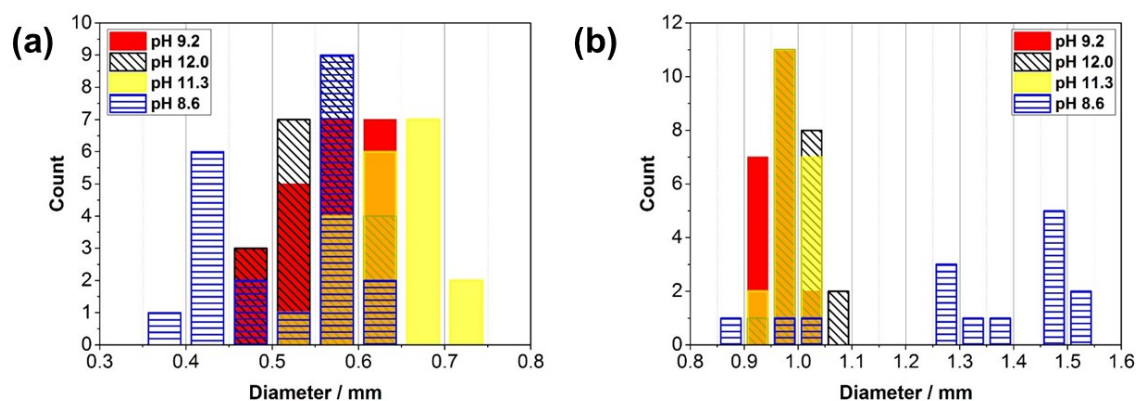 (a)
10
9
8
7
6
5
4
3
2
1
0
Count
pH 9.2
pH 12.0
pH 11.3
pH 8.6
0.3 0.4 0.5 0.6 0.7 0.8
Diameter / mm
(b)
12
10
8
6
4
2
0
Count
pH 9.2
pH 12.0
pH 11.3
pH 8.6
0.8 0.9 1.0 1.1 1.2 1.3 1.4 1.5 1.6
Diameter / mm